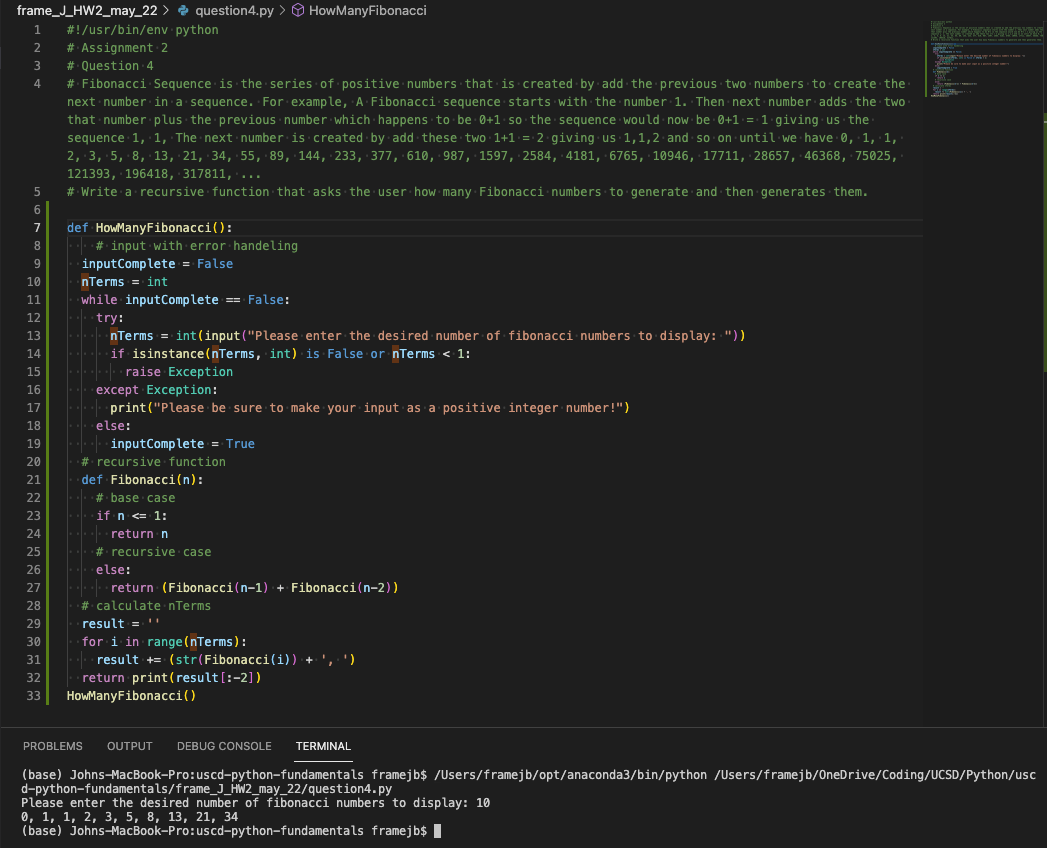 frame_J_HW2_may_22 > question4.py > HowManyFibonacci
1 #!/usr/bin/env python
2 # Assignment 2
3 # Question 4
4 # Fibonacci Sequence is the series of positive numbers that is created by add the previous two numbers to create the
next number in a sequence. For example, A Fibonacci sequence starts with the number 1. Then next number adds the two
that number plus the previous number which happens to be 0+1 so the sequence would now be 0+1 = 1 giving us the
sequence 1, 1, The next number is created by add these two 1+1 = 2 giving us 1,1,2 and so on until we have 0, 1, 1,
2, 3, 5, 8, 13, 21, 34, 55, 89, 144, 233, 377, 610, 987, 1597, 2584, 4181, 6765, 10946, 17711, 28657, 46368, 75025,
121393, 196418, 317811, ...
5 # Write a recursive function that asks the user how many Fibonacci numbers to generate and then generates them.
6
7 def HowManyFibonacci():
8     # input with error handeling
9   inputComplete = False
10   nTerms = int
11   while inputComplete == False:
12     try:
13       nTerms = int(input("Please enter the desired number of fibonacci numbers to display: "))
14       if isinstance(nTerms, int) is False or nTerms < 1:
15         raise Exception
16     except Exception:
17       print("Please be sure to make your input as a positive integer number!")
18     else:
19       inputComplete = True
20   # recursive function
21   def Fibonacci(n):
22     # base case
23     if n <= 1:
24       return n
25     # recursive case
26     else:
27       return (Fibonacci(n-1) + Fibonacci(n-2))
28   # calculate nTerms
29   result = ''
30   for i in range(nTerms):
31     result += (str(Fibonacci(i)) + ', ')
32   return print(result[:-2])
33 HowManyFibonacci()
PROBLEMS OUTPUT DEBUG CONSOLE TERMINAL
(base) Johns-MacBook-Pro:uscd-python-fundamentals framejb$ /Users/framejb/opt/anaconda3/bin/python /Users/framejb/OneDrive/Coding/UCSD/Python/usc
d-python-fundamentals/frame_J_HW2_may_22/question4.py
Please enter the desired number of fibonacci numbers to display: 10
0, 1, 1, 2, 3, 5, 8, 13, 21, 34
(base) Johns-MacBook-Pro:uscd-python-fundamentals framejb$